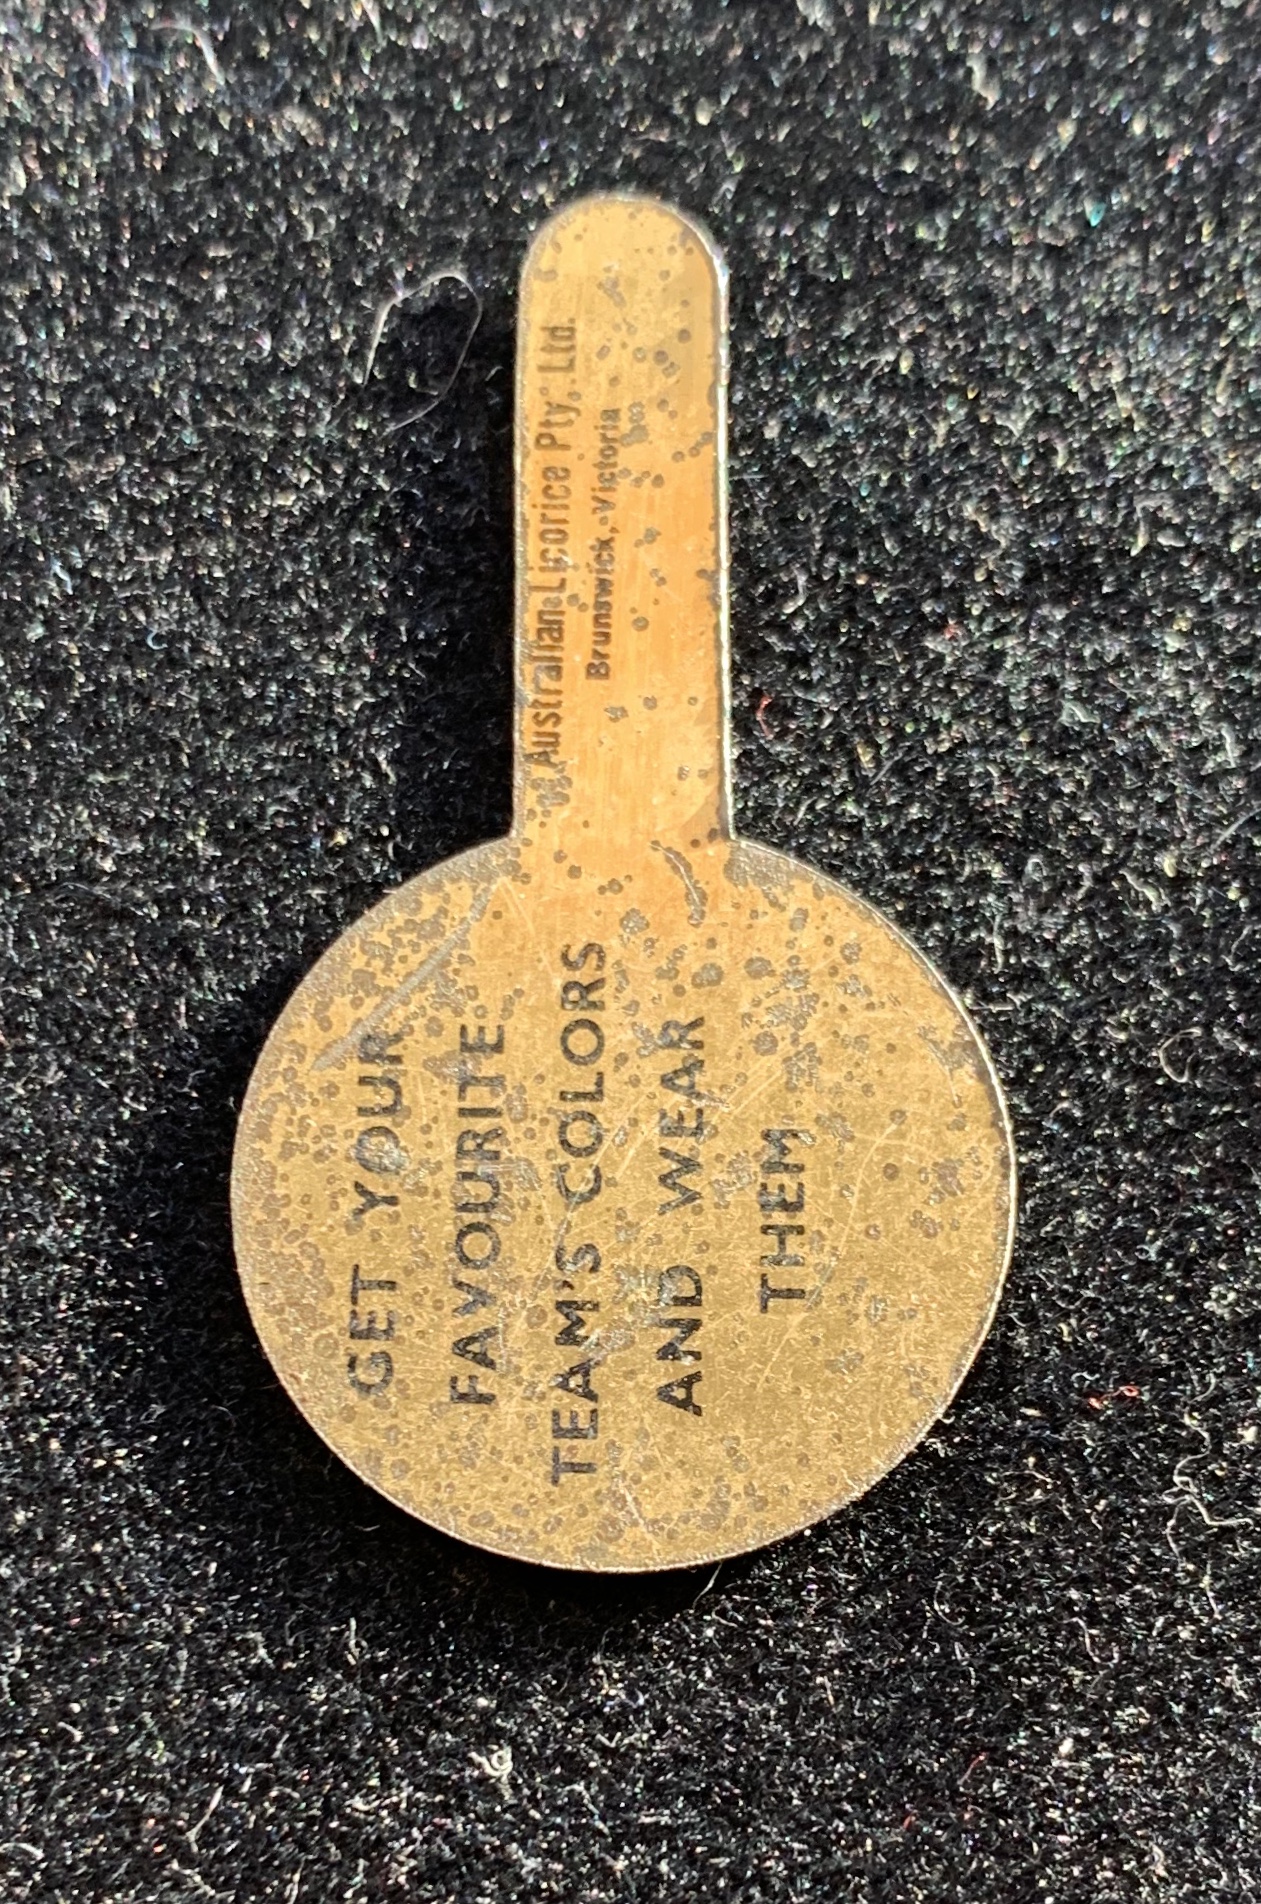 Australian Licorice Pty. Ltd.
Brunswick, Victoria
GET YOUR
FAVOURITE
TEAM'S COLORS
AND WEAR
THEM